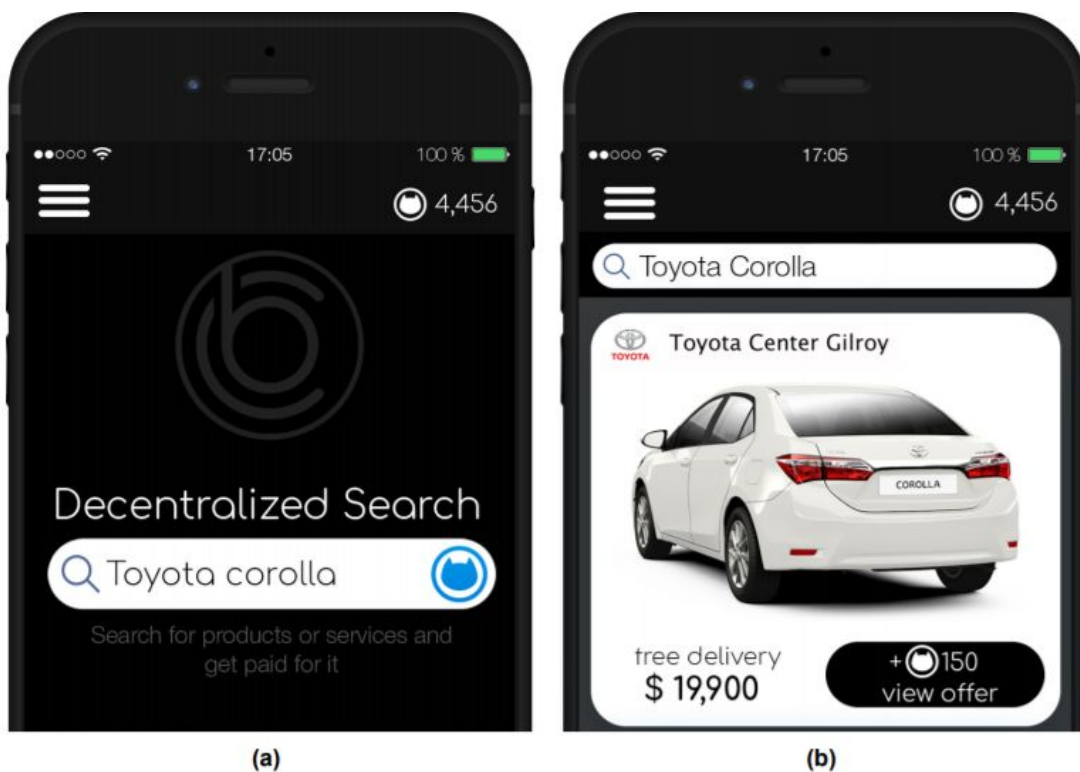 17:05
100 %
4,456
Decentralized Search
Toyota corolla
Search for products or services and
get paid for it
(a)
17:05
100 %
4,456
Toyota Corolla
TOYOTA
Toyota Center Gilroy
COROLLA
tree delivery
$ 19,900
+150
view offer
(b)